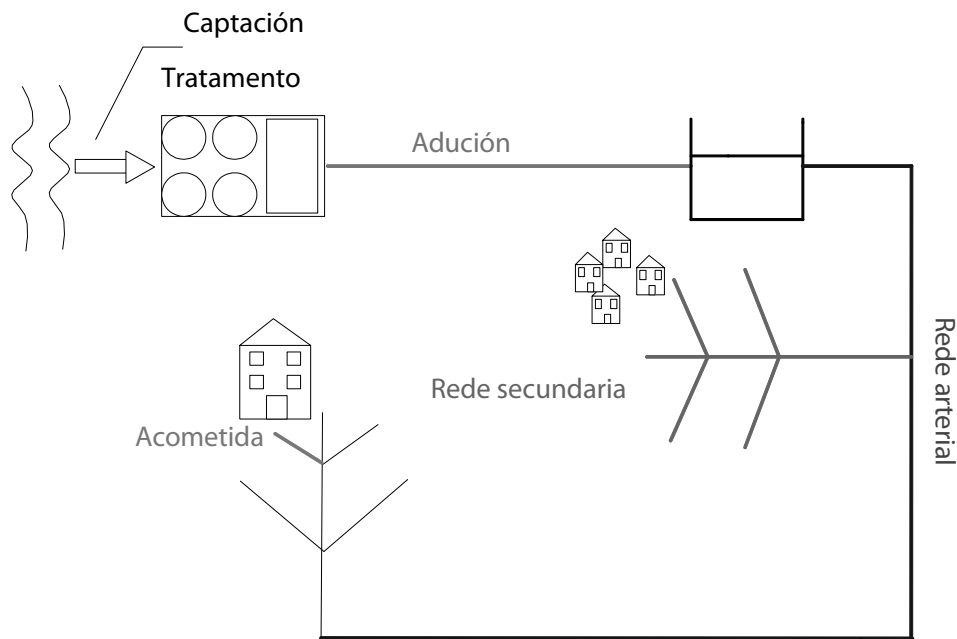 Captación
Tratamento
Adución
Rede arterial
Rede secundaria
Acometida